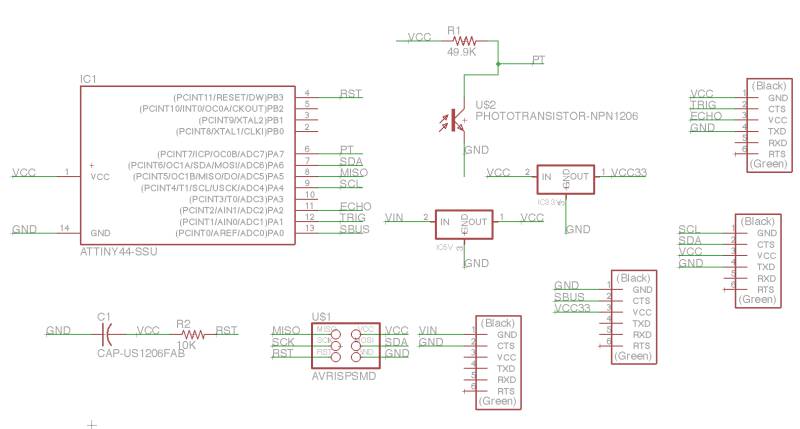 R1
VCC
49.9K
PT
IC1
(PCINT11/RESET/DW)PB3 4 RST
(PCINT10/INT0/OC0A/CKOUT)PB2 5
(PCINT9/XTAL2)PB1 3
(PCINT8/XTAL1/CLKI)PB0 2
(PCINT7/ICP/OC0B/ADC7)PA7 6 PT
(PCINT6/OC1A/SDA/MOSI/ADC6)PA6 7 SDA
VCC 1 VCC (PCINT5/OC1B/MISO/DO/ADC5)PA5 8 MISO
(PCINT4/T1/SCL/USCK/ADC4)PA4 9 SCL
(PCINT3/T0/ADC3)PA3 10
(PCINT2/AIN1/ADC2)PA2 11 ECHO
(PCINT1/AIN0/ADC1)PA1 12 TRIG
GND 14 GND (PCINT0/AREF/ADC0)PA0 13 SBUS
ATTINY44-SSU
U$2
PHOTOTRANSISTOR-NPN1206
GND
VCC 2 IN GND OUT 1 VCC33
GND
VIN 2 IN GND OUT 1 VCC
IC5V 3
GND
(Black)
VCC 1 GND
TRIG 2 CTS
ECHO 3 VCC
GND 4 TXD
5 RXD
6 RTS
(Green)
(Black)
SCL 1 GND
SDA 2 CTS
VCC 3 VCC
GND 4 TXD
5 RXD
6 RTS
(Green)
(Black)
GND 1 GND
SBUS 2 CTS
VCC33 3 VCC
4 TXD
5 RXD
6 RTS
(Green)
C1
GND VCC
CAP-US1206FAB
R2
RST
10K
U$1
MISO MISO VCC VCC
SCK SCK MOSI SDA
RST RST GND GND
AVRISPSMD
(Black)
VIN 1 GND
GND 2 CTS
3 VCC
4 TXD
5 RXD
6 RTS
(Green)